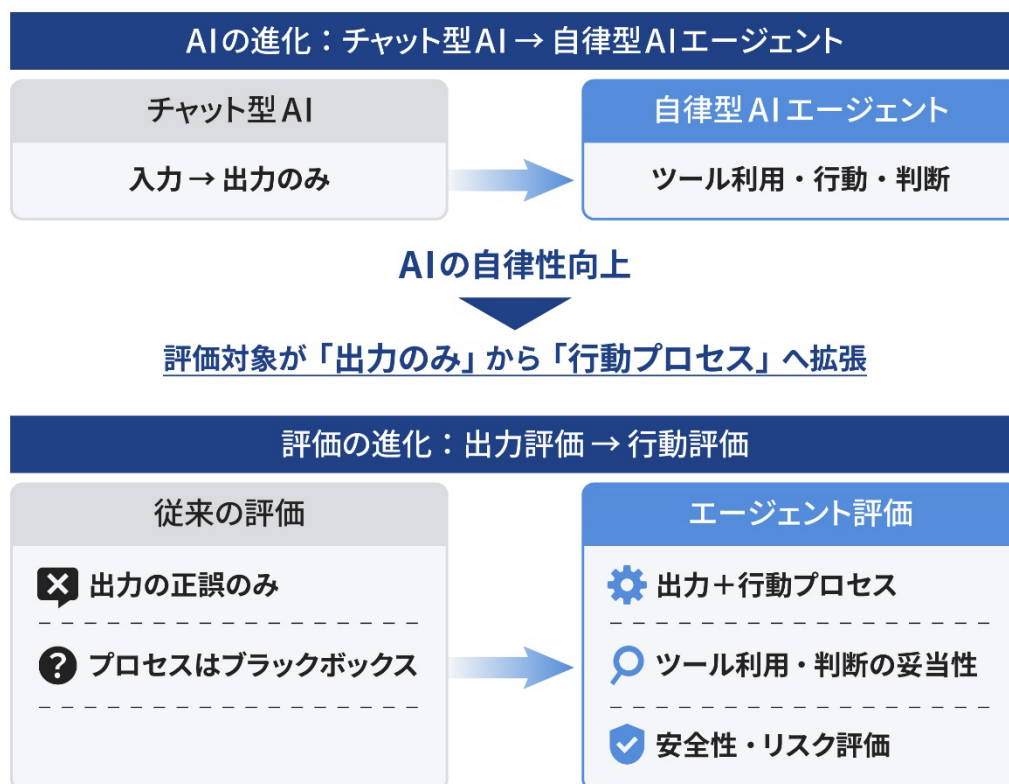 AIの進化：チャット型AI→自律型AIエージェント
チャット型AI
自律型AIエージェント
入力→出力のみ
ツール利用・行動・判断
AIの自律性向上
評価対象が「出力のみ」から「行動プロセス」へ拡張
評価の進化：出力評価→行動評価
従来の評価
エージェント評価
出力の正誤のみ
出力＋行動プロセス
プロセスはブラックボックス
ツール利用・判断の妥当性
安全性・リスク評価